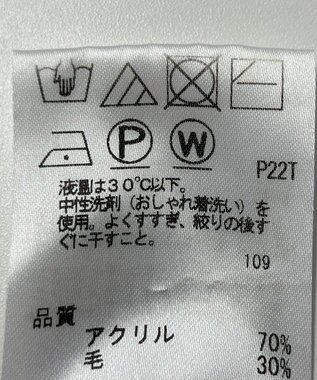 P W
P22T
液温は30℃以下。
中性洗剤（おしゃれ着洗い）を
使用。よくすすぎ、絞りの後す
ぐに干すこと。
109
品質
アクリル 70%
毛 30%